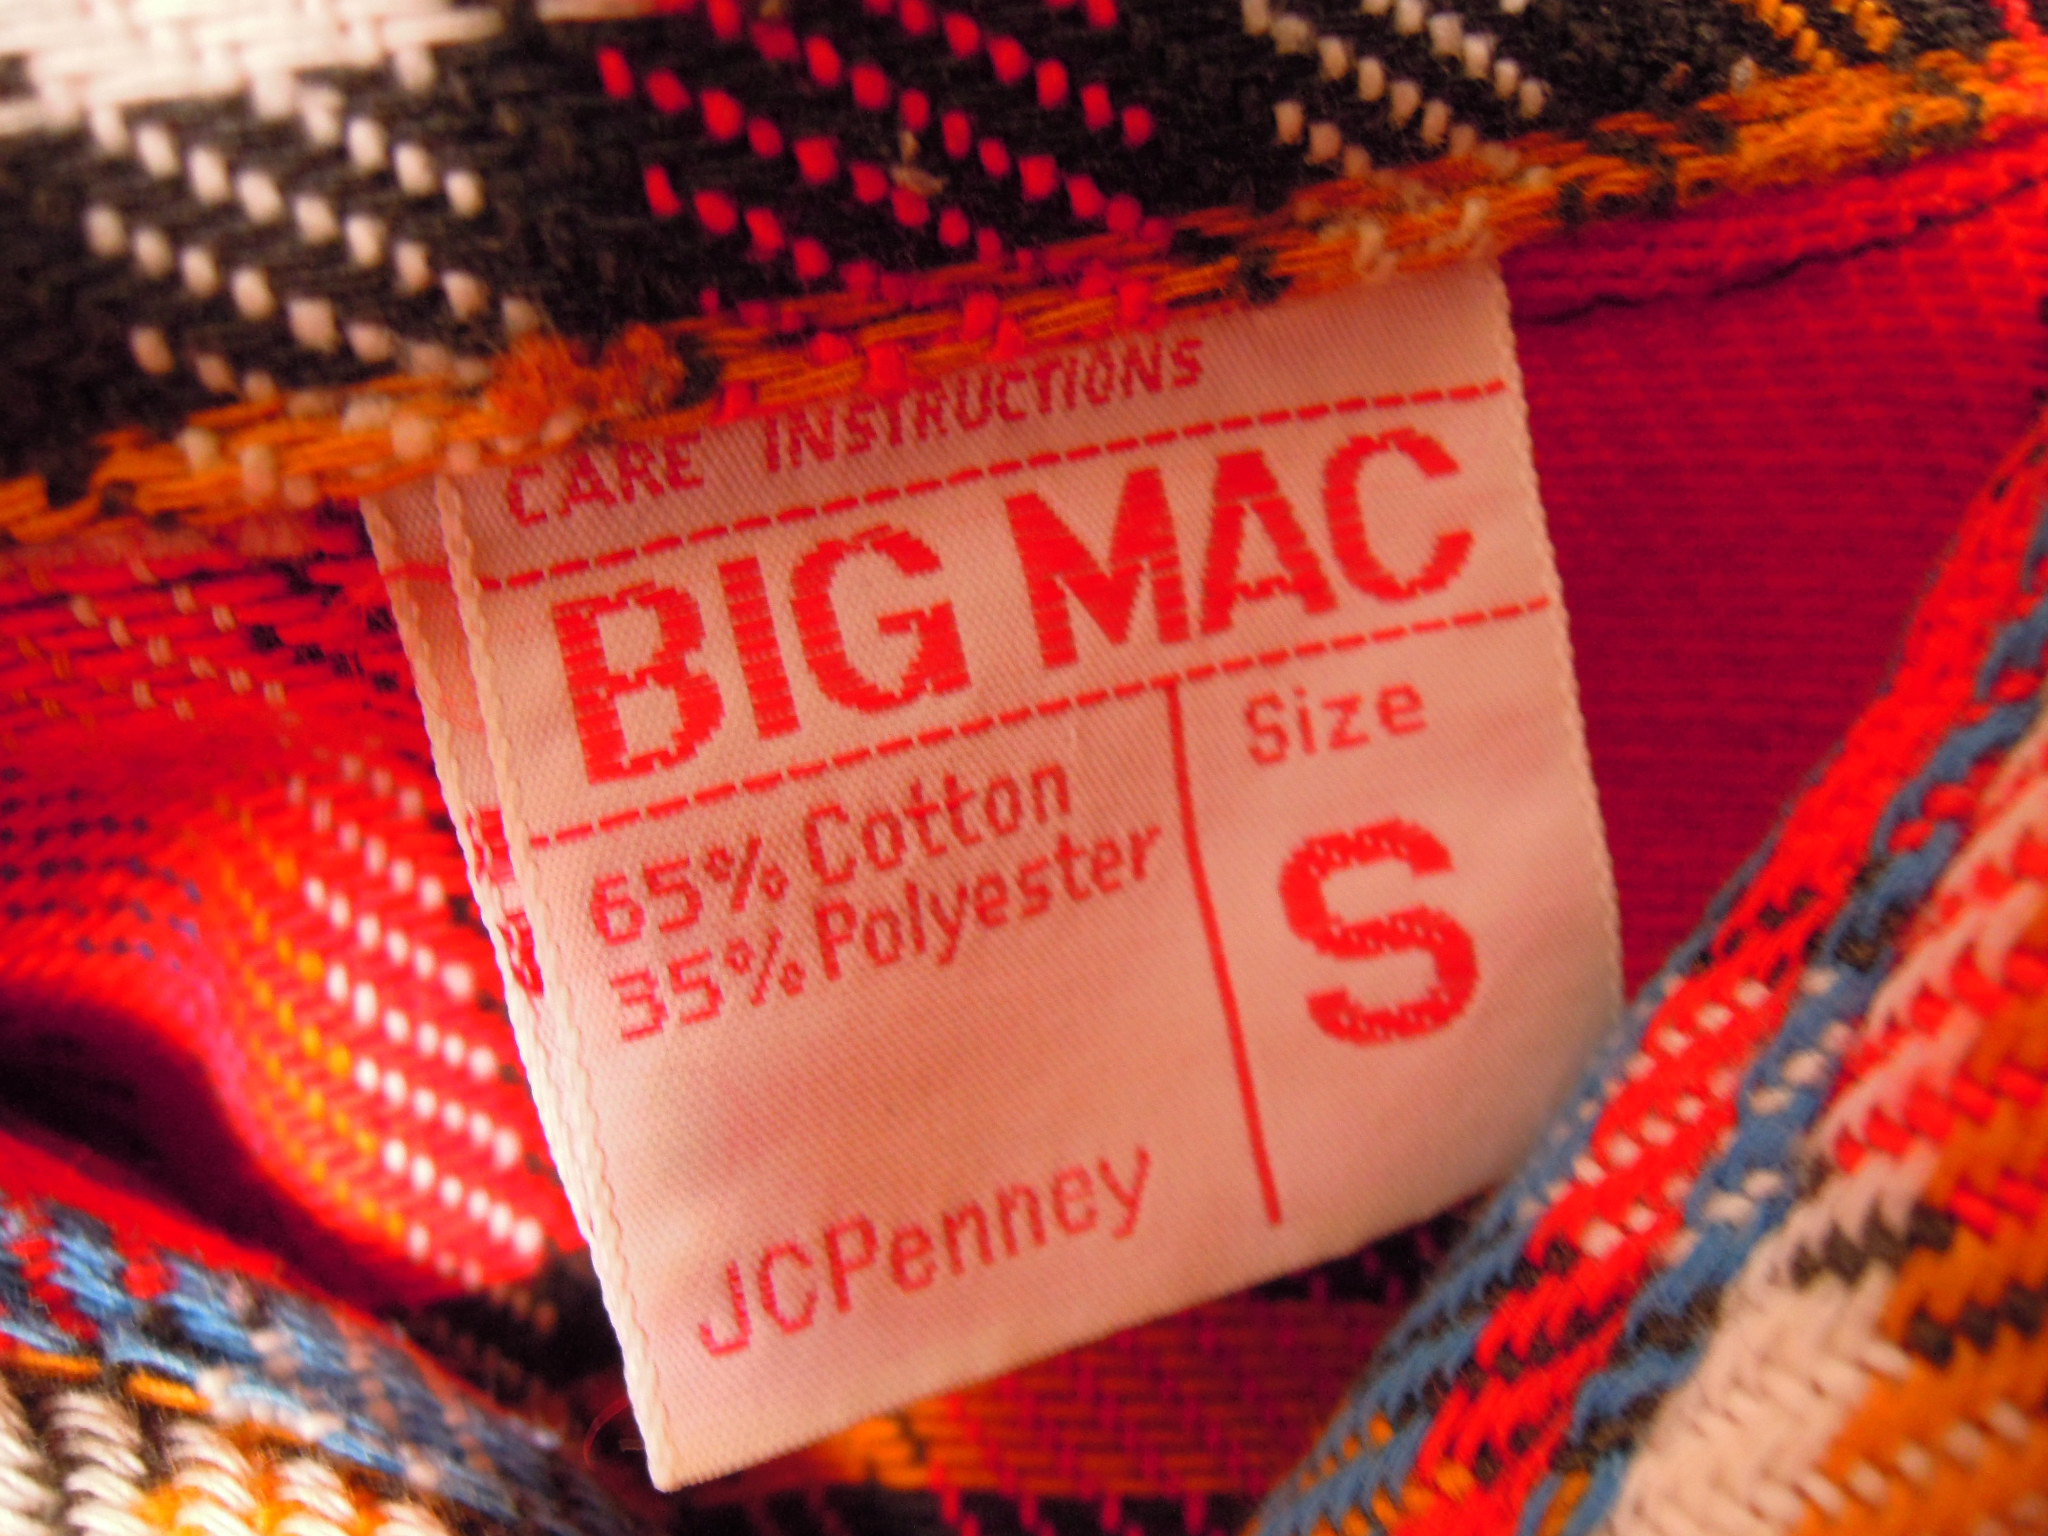 CARE INSTRUCTIONS
BIG MAC
65% Cotton
35% Polyester
Size
S
JCPenney